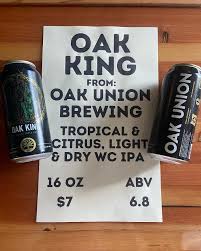 OAK
KING
FROM:
OAK UNION
BREWING
TROPICAL &
CITRUS, LIGHT
& DRY WC IPA
16 OZ ABV
$7 6.8
OAK KING
OAK UNION